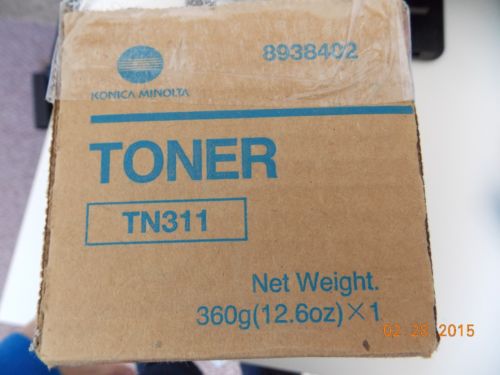 8938402
KONICA MINOLTA
TONER
TN311
Net Weight.
360g(12.6oz)×1
02 28 2015